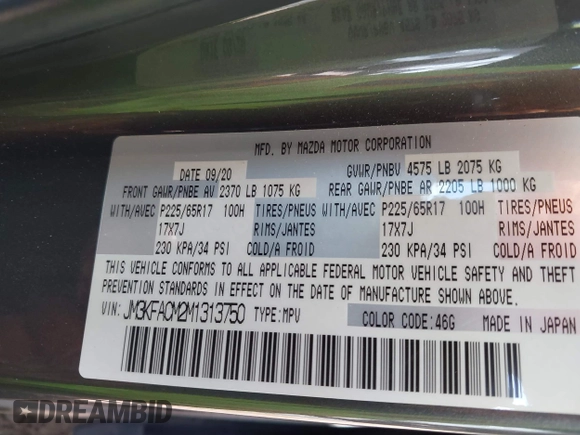 MFD. BY MAZDA MOTOR CORPORATION
DATE 09/20 GVWR/PNBV 4575 LB 2075 KG
FRONT GAWR/PNBE AV 2370 LB 1075 KG REAR GAWR/PNBE AR 2205 LB 1000 KG
WITH/AVEC P225/65R17 100H TIRES/PNEUS WITH/AVEC P225/65R17 100H TIRES/PNEUS
17X7J RIMS/JANTES 17X7J RIMS/JANTES
230 KPA/34 PSI COLD/A FROID 230 KPA/34 PSI COLD/A FROID
THIS VEHICLE CONFORMS TO ALL APPLICABLE FEDERAL MOTOR VEHICLE SAFETY AND THEFT
PREVENTION STANDARDS IN EFFECT ON THE DATE OF MANUFACTURE SHOWN ABOVE.
VIN: JM3KFACM2M1313750 TYPE: MPV COLOR CODE: 46G MADE IN JAPAN
DREAMBID